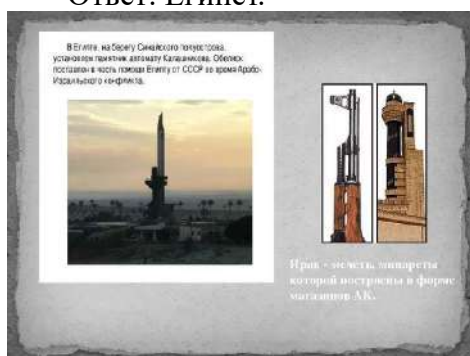 Ответ: Египет.
В Египте, на берегу Синайского полуострова,
установлен памятник автомату Калашникова. Обелиск
поставлен в честь помощи Египту от СССР во время Арабо-
Израильского конфликта.
Ирак - мечеть, минареты
которой построены в форме
магазинов АК.